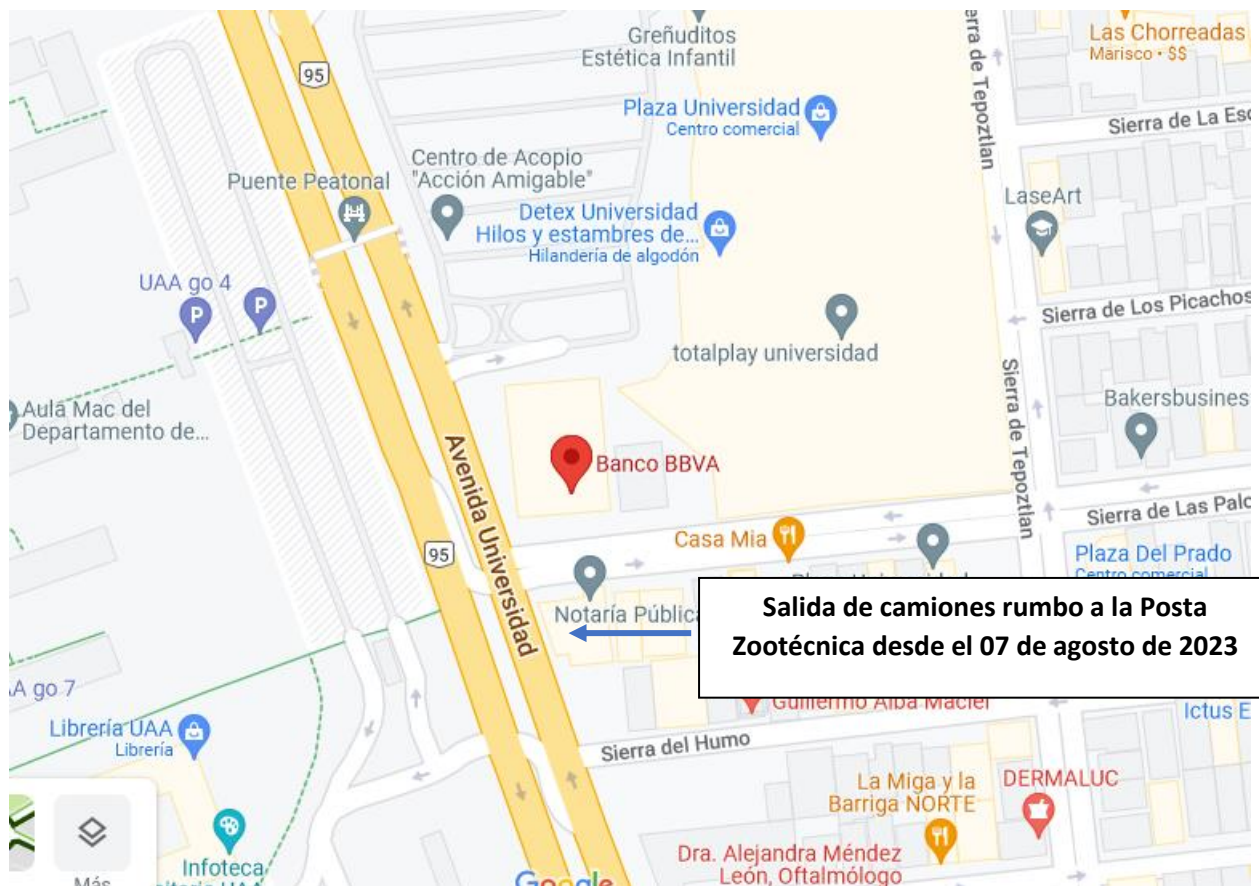 Greñuditos
Estética Infantil
Las Chorreadas
Marisco • $$
95
Sierra de Tepoztlan
Plaza Universidad
Centro comercial
Sierra de La Esc
Centro de Acopio
"Acción Amigable"
Puente Peatonal
LaseArt
Detex Universidad
Hilos y estambres de...
Hilandería de algodón
UAA go 4
P
P
Sierra de Los Picachos
totalplay universidad
Sierra de Tepoztlan
Aula Mac del
Departamento de...
Bakersbusines
Avenida Universidad
Banco BBVA
Sierra de Las Palo
Casa Mia
95
Plaza Del Prado
Centro comercial
Notaría Públic
Salida de camiones rumbo a la Posta
Zootécnica desde el 07 de agosto de 2023
A go 7
Guillermo Alba Maciel
Ictus E
Librería UAA
Librería
Sierra del Humo
La Miga y la
Barriga NORTE
DERMALUC
Infoteca
Dra. Alejandra Méndez
León, Oftalmólogo
Más
Google